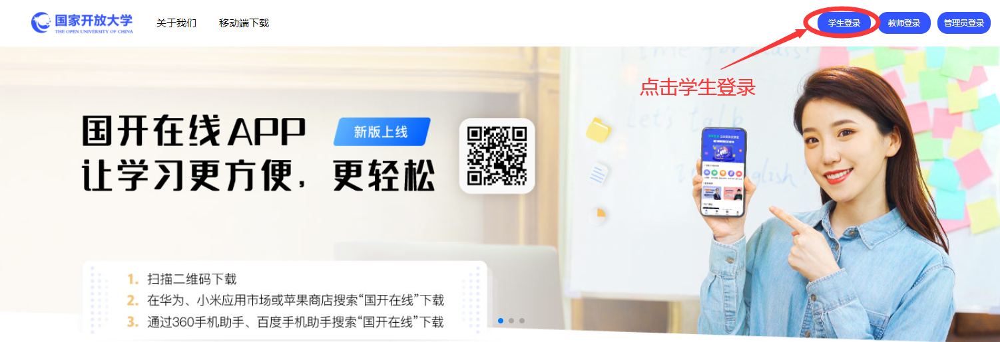 国家开放大学
THE OPEN UNIVERSITY OF CHINA
关于我们
移动端下载
学生登录
教师登录
管理员登录
点击学生登录
国开在线APP
新版上线
让学习更方便,更轻松
Let's talk
1. 扫描二维码下载
2. 在华为、小米应用市场或苹果商店搜索“国开在线”下载
3. 通过360手机助手、百度手机助手搜索“国开在线”下载